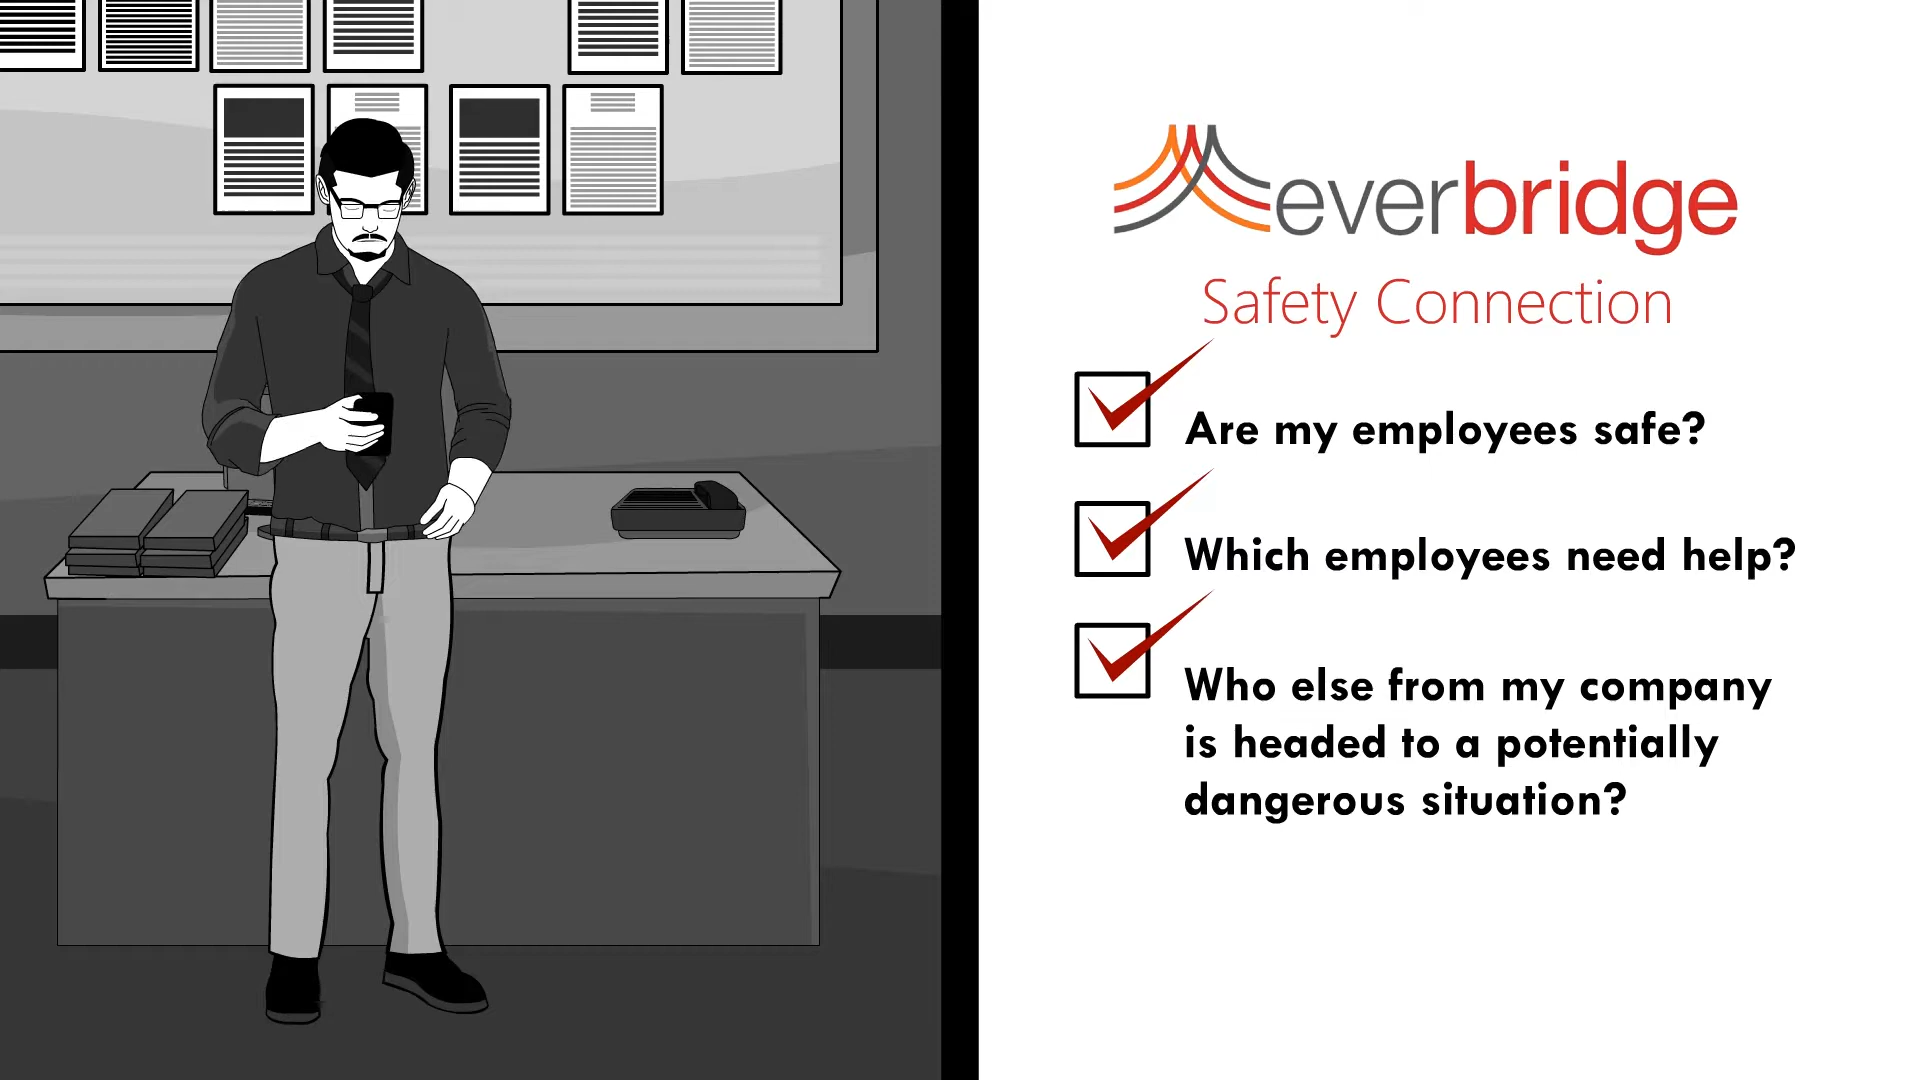 everbridge
Safety Connection
Are my employees safe?
Which employees need help?
Who else from my company
is headed to a potentially
dangerous situation?